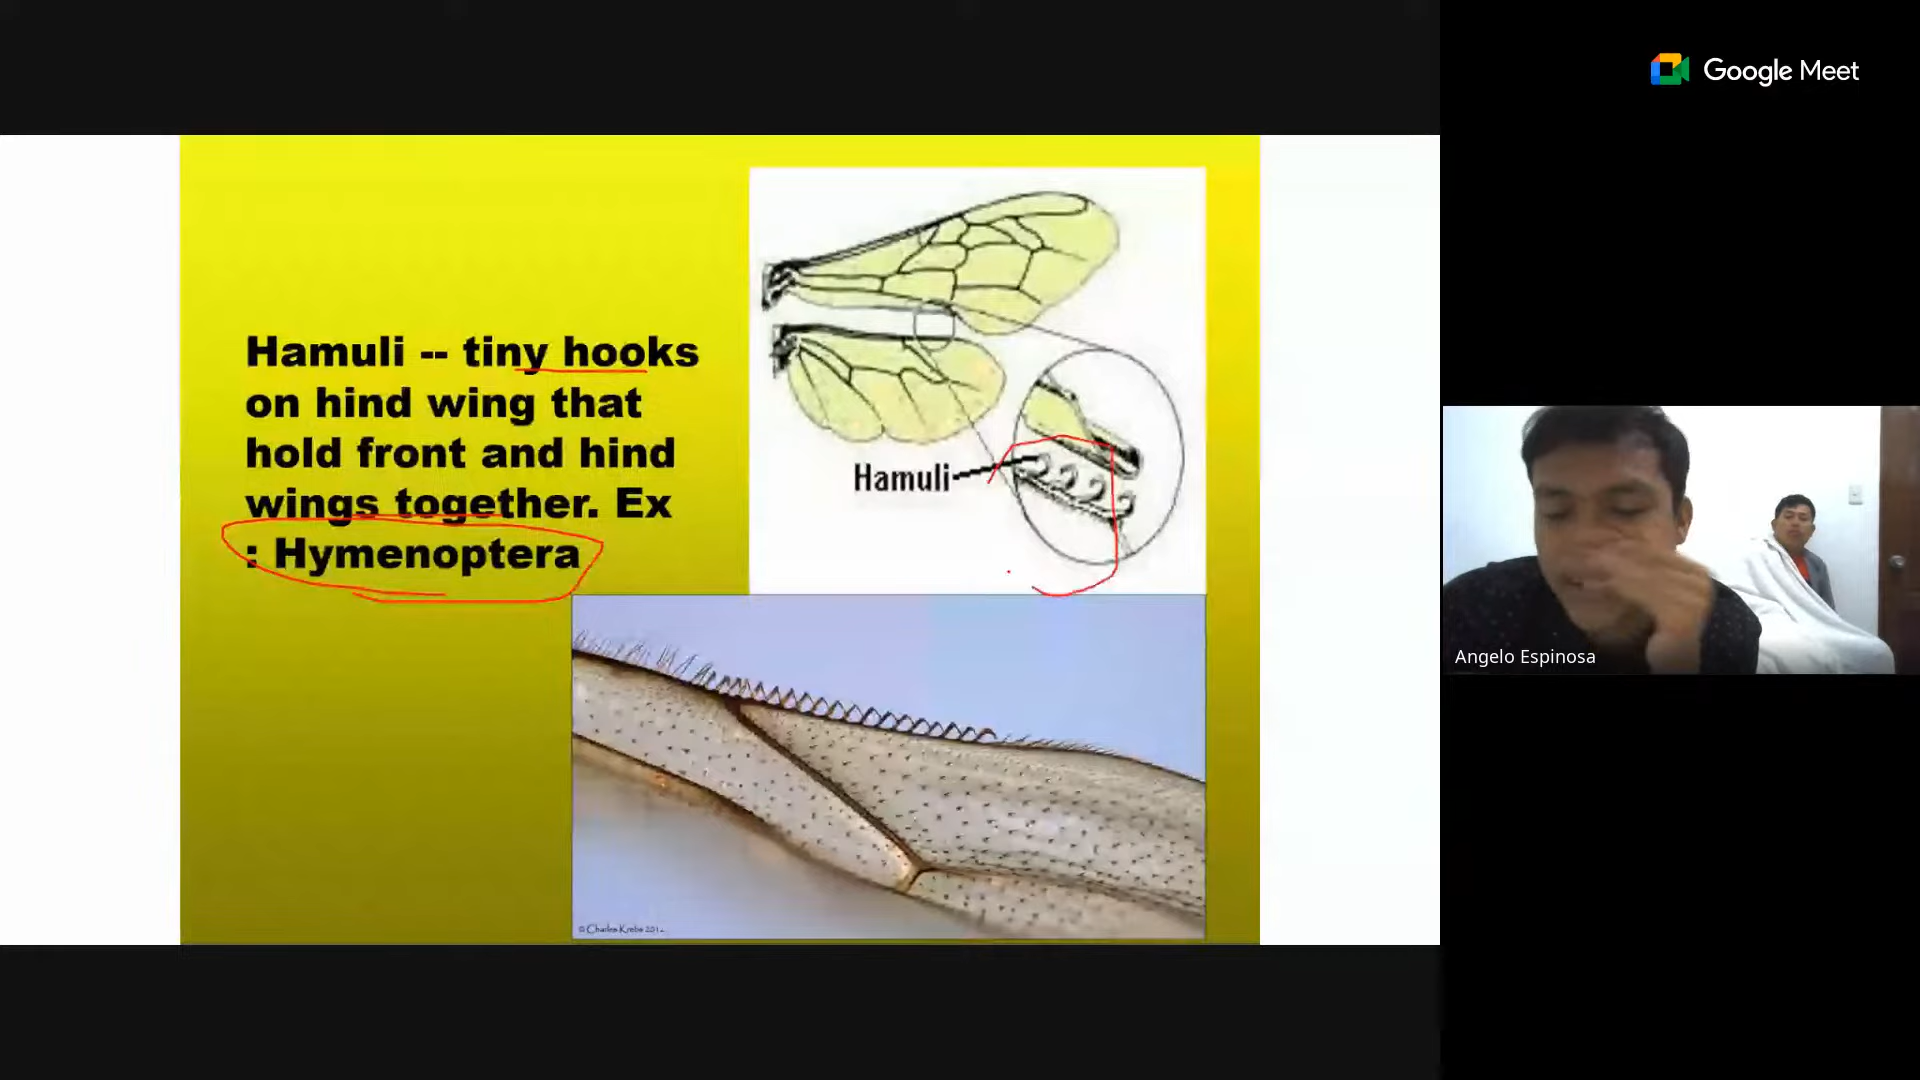 Google Meet
Hamuli -- tiny hooks
on hind wing that
hold front and hind
wings together. Ex
: Hymenoptera
Hamuli
© Charles Krebs 2012
Angelo Espinosa